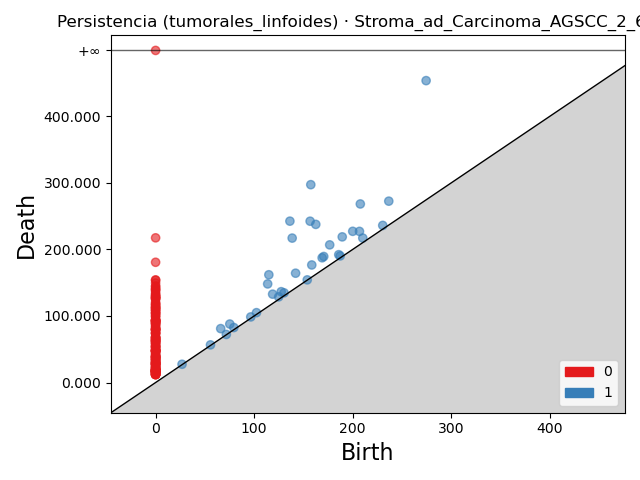 Persistencia (tumorales_linfoides) · Stroma_ad_Carcinoma_AGSCC_2_6
+∞
400.000
300.000
200.000
100.000
0.000
Death
0
1
0 100 200 300 400
Birth